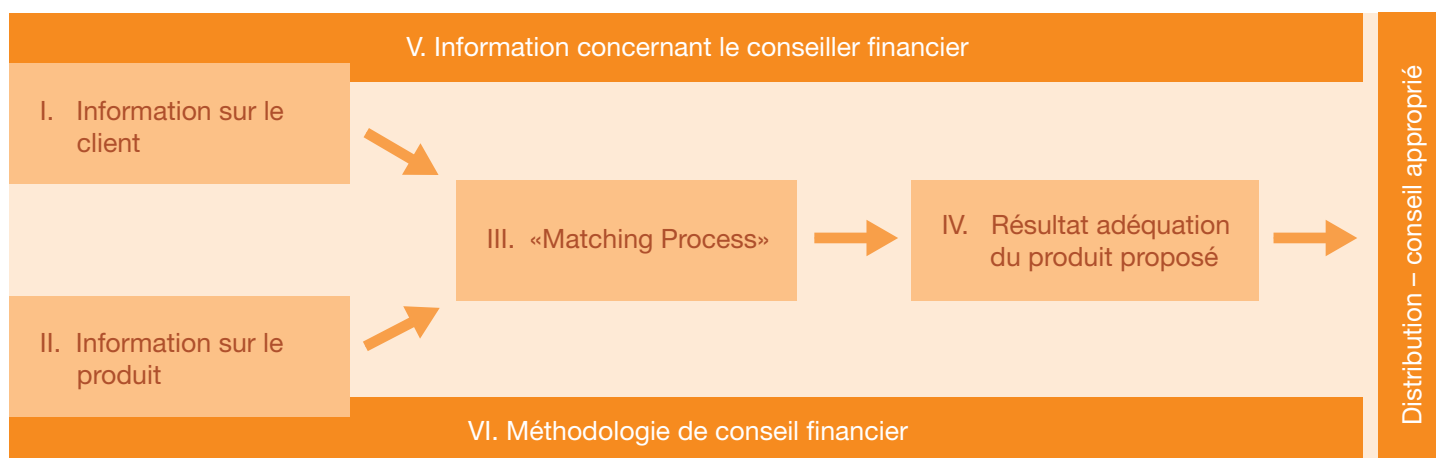 V. Information concernant le conseiller financier
I. Information sur le
client
III. «Matching Process»
IV. Résultat adéquation
du produit proposé
II. Information sur le
produit
VI. Méthodologie de conseil financier
Distribution – conseil approprié